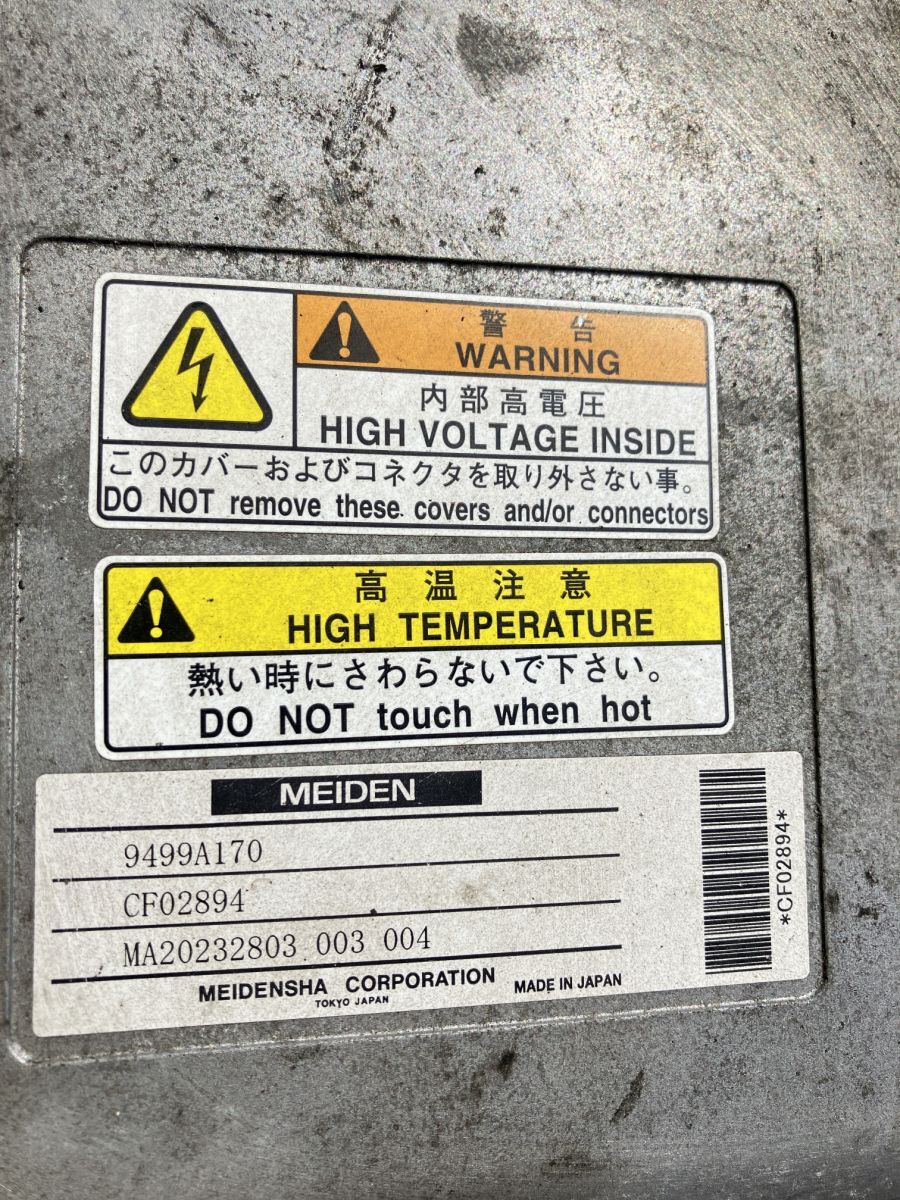 警告
WARNING
内部高電圧
HIGH VOLTAGE INSIDE
このカバーおよびコネクタを取り外さない事。
DO NOT remove these covers and/or connectors
高温注意
HIGH TEMPERATURE
熱い時にさわらないで下さい。
DO NOT touch when hot
MEIDEN
9499A170
CF02894
MA20232803 003 004
MEIDENSHA CORPORATION
TOKYO JAPAN
MADE IN JAPAN
*CF02894*